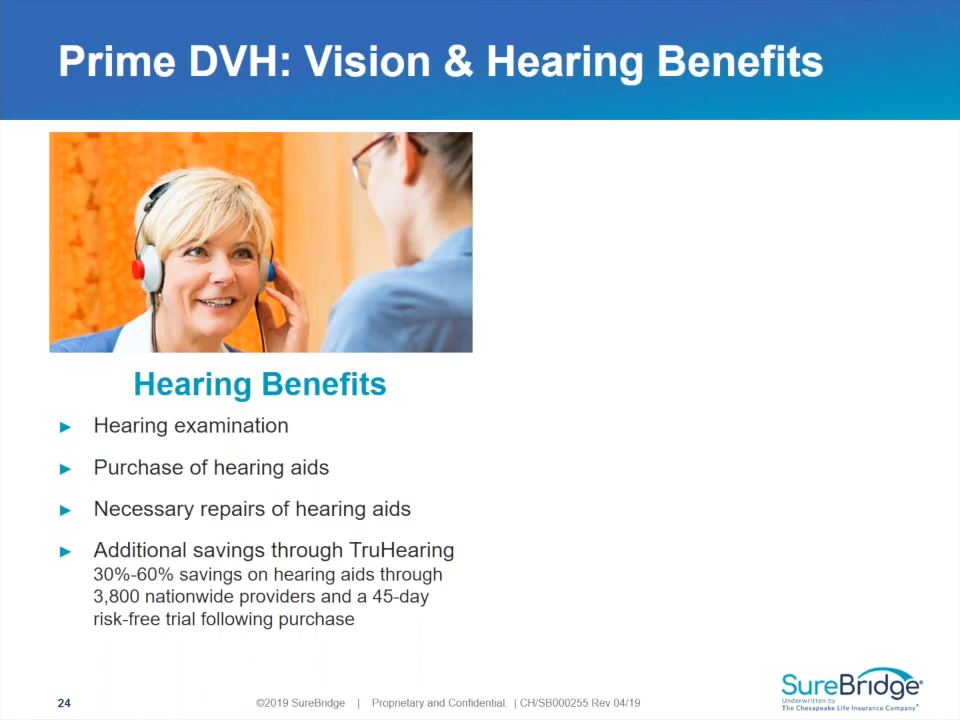 Prime DVH: Vision & Hearing Benefits
Hearing Benefits
► Hearing examination
► Purchase of hearing aids
► Necessary repairs of hearing aids
► Additional savings through TruHearing
30%-60% savings on hearing aids through
3,800 nationwide providers and a 45-day
risk-free trial following purchase
24
©2019 SureBridge | Proprietary and Confidential. | CH/SB000255 Rev 04/19
SureBridge®
Underwritten by
The Chesapeake Life Insurance Company℠